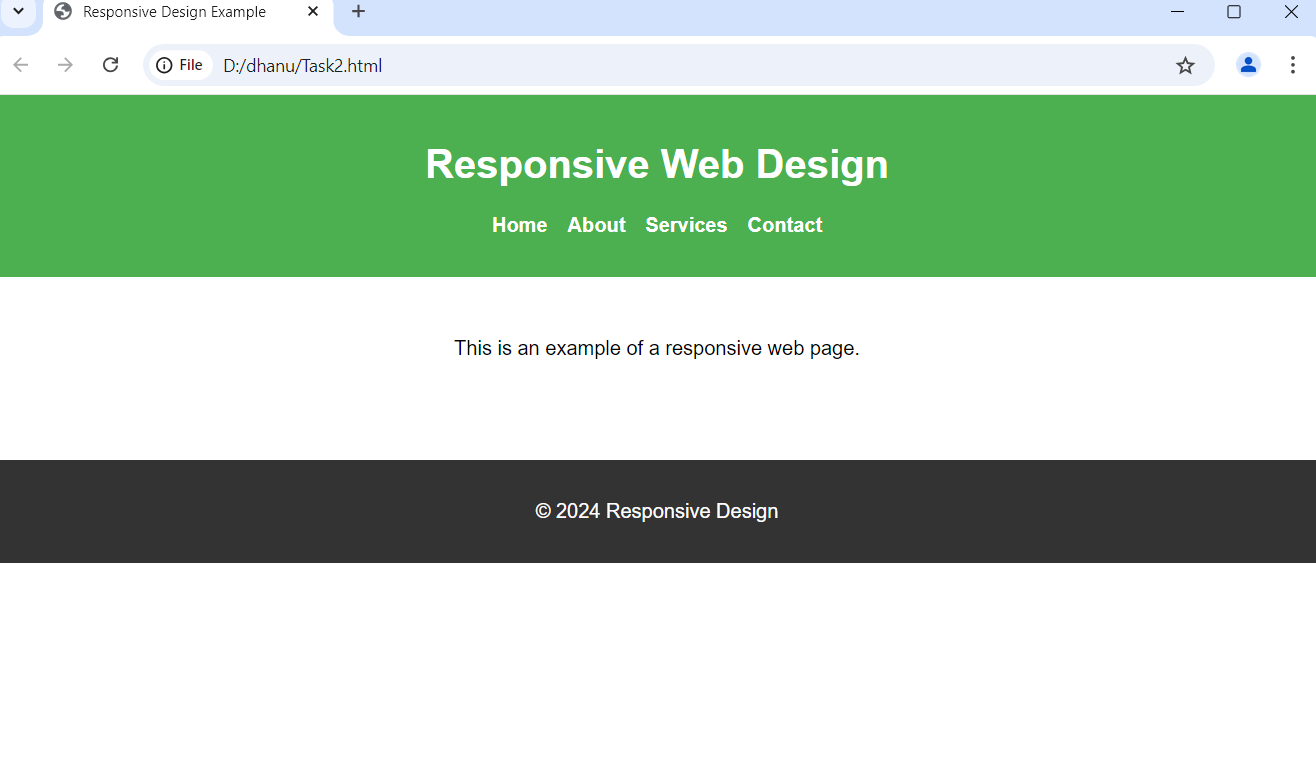 Responsive Design Example
File D:/dhanu/Task2.html
Responsive Web Design
Home About Services Contact
This is an example of a responsive web page.
© 2024 Responsive Design